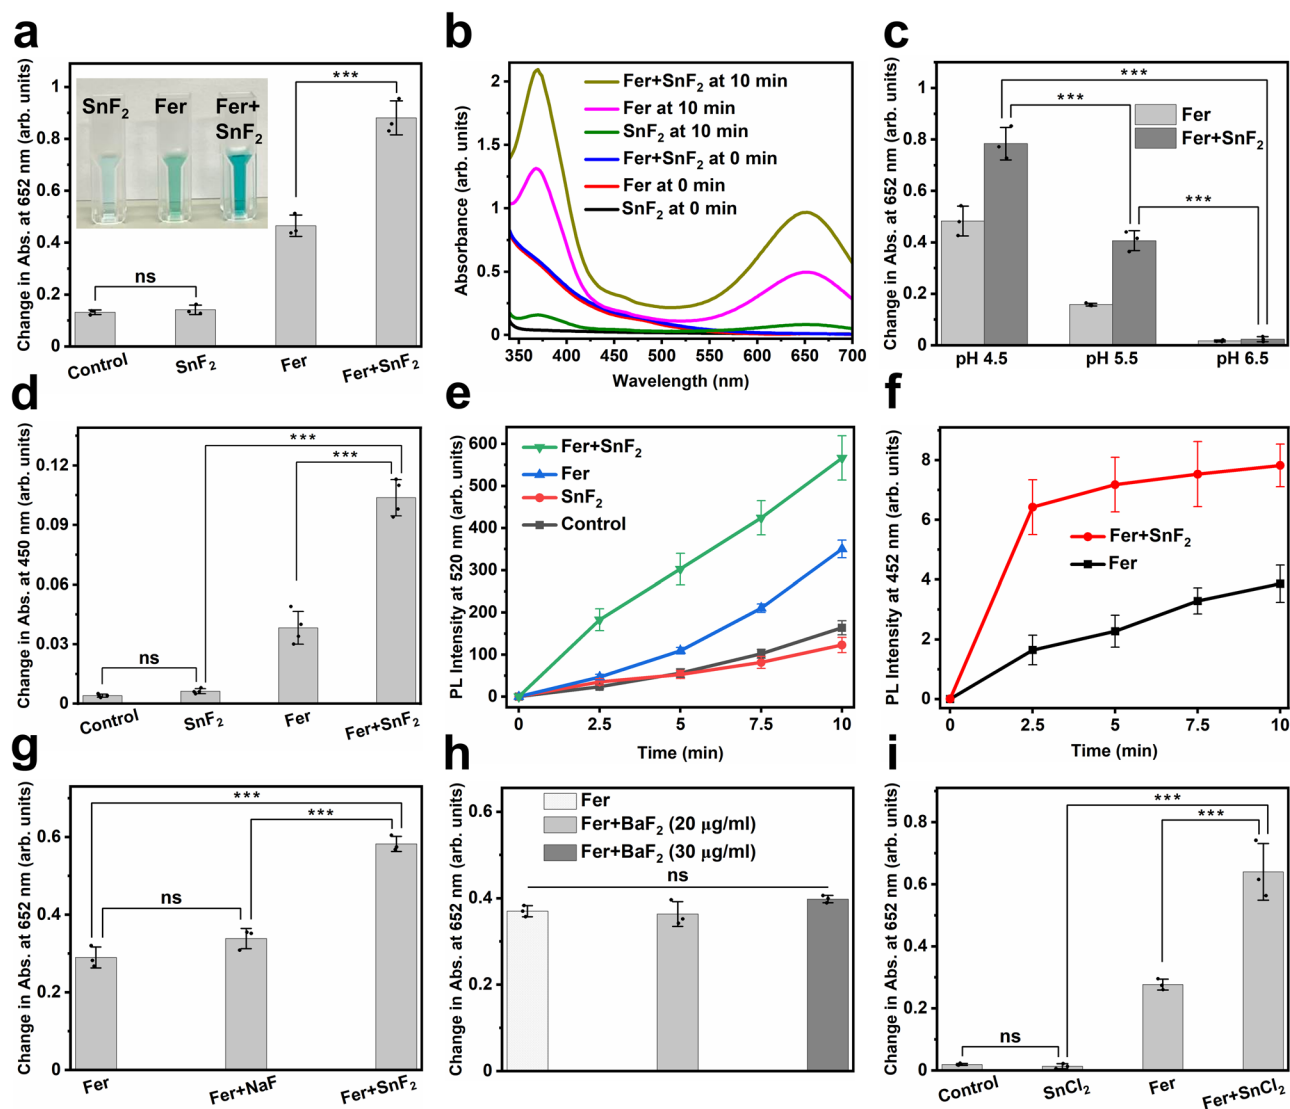 a
Change in Abs. at 652 nm (arb. units)
1
0.8
0.6
0.4
0.2
0
SnF₂ Fer Fer+
SnF₂
ns
***
Control SnF₂ Fer Fer+SnF₂
b
Absorbance (arb. units)
2
1.5
1
0.5
0
Fer+SnF₂ at 10 min
Fer at 10 min
SnF₂ at 10 min
Fer+SnF₂ at 0 min
Fer at 0 min
SnF₂ at 0 min
350 400 450 500 550 600 650 700
Wavelength (nm)
c
Change in Abs. at 652 nm (arb. units)
1
0.8
0.6
0.4
0.2
0
***
***
***
Fer
Fer+SnF₂
pH 4.5 pH 5.5 pH 6.5
d
Change in Abs. at 450 nm (arb. units)
0.12
0.09
0.06
0.03
0
***
***
ns
Control SnF₂ Fer Fer+SnF₂
e
PL Intensity at 520 nm (arb. units)
600
500
400
300
200
100
0
Fer+SnF₂
Fer
SnF₂
Control
0 2.5 5 7.5 10
Time (min)
f
PL Intensity at 452 nm (arb. units)
8
6
4
2
0
Fer+SnF₂
Fer
0 2.5 5 7.5 10
Time (min)
g
Change in Abs. at 652 nm (arb. units)
0.6
0.4
0.2
0
***
***
ns
Fer Fer+NaF Fer+SnF₂
h
Change in Abs. at 652 nm (arb. units)
0.6
0.4
0.2
0
Fer
Fer+BaF₂ (20 µg/ml)
Fer+BaF₂ (30 µg/ml)
ns
i
Change in Abs. at 652 nm (arb. units)
0.8
0.6
0.4
0.2
0
***
***
ns
Control SnCl₂ Fer Fer+SnCl₂